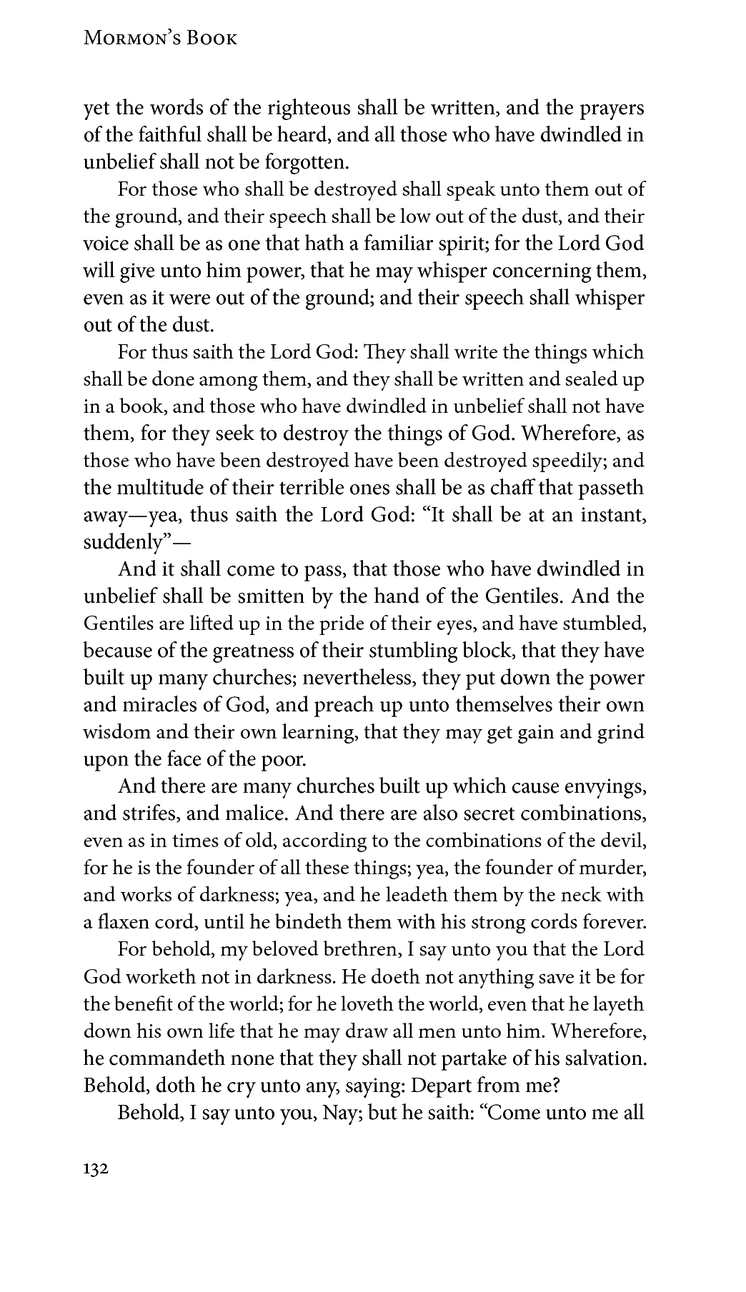 Mormon’s Book
yet the words of the righteous shall be written, and the prayers
of the faithful shall be heard, and all those who have dwindled in
unbelief shall not be forgotten.
For those who shall be destroyed shall speak unto them out of
the ground, and their speech shall be low out of the dust, and their
voice shall be as one that hath a familiar spirit; for the Lord God
will give unto him power, that he may whisper concerning them,
even as it were out of the ground; and their speech shall whisper
out of the dust.
For thus saith the Lord God: They shall write the things which
shall be done among them, and they shall be written and sealed up
in a book, and those who have dwindled in unbelief shall not have
them, for they seek to destroy the things of God. Wherefore, as
those who have been destroyed have been destroyed speedily; and
the multitude of their terrible ones shall be as chaff that passeth
away—yea, thus saith the Lord God: “It shall be at an instant,
suddenly”—
And it shall come to pass, that those who have dwindled in
unbelief shall be smitten by the hand of the Gentiles. And the
Gentiles are lifted up in the pride of their eyes, and have stumbled,
because of the greatness of their stumbling block, that they have
built up many churches; nevertheless, they put down the power
and miracles of God, and preach up unto themselves their own
wisdom and their own learning, that they may get gain and grind
upon the face of the poor.
And there are many churches built up which cause envyings,
and strifes, and malice. And there are also secret combinations,
even as in times of old, according to the combinations of the devil,
for he is the founder of all these things; yea, the founder of murder,
and works of darkness; yea, and he leadeth them by the neck with
a flaxen cord, until he bindeth them with his strong cords forever.
For behold, my beloved brethren, I say unto you that the Lord
God worketh not in darkness. He doeth not anything save it be for
the benefit of the world; for he loveth the world, even that he layeth
down his own life that he may draw all men unto him. Wherefore,
he commandeth none that they shall not partake of his salvation.
Behold, doth he cry unto any, saying: Depart from me?
Behold, I say unto you, Nay; but he saith: “Come unto me all
132